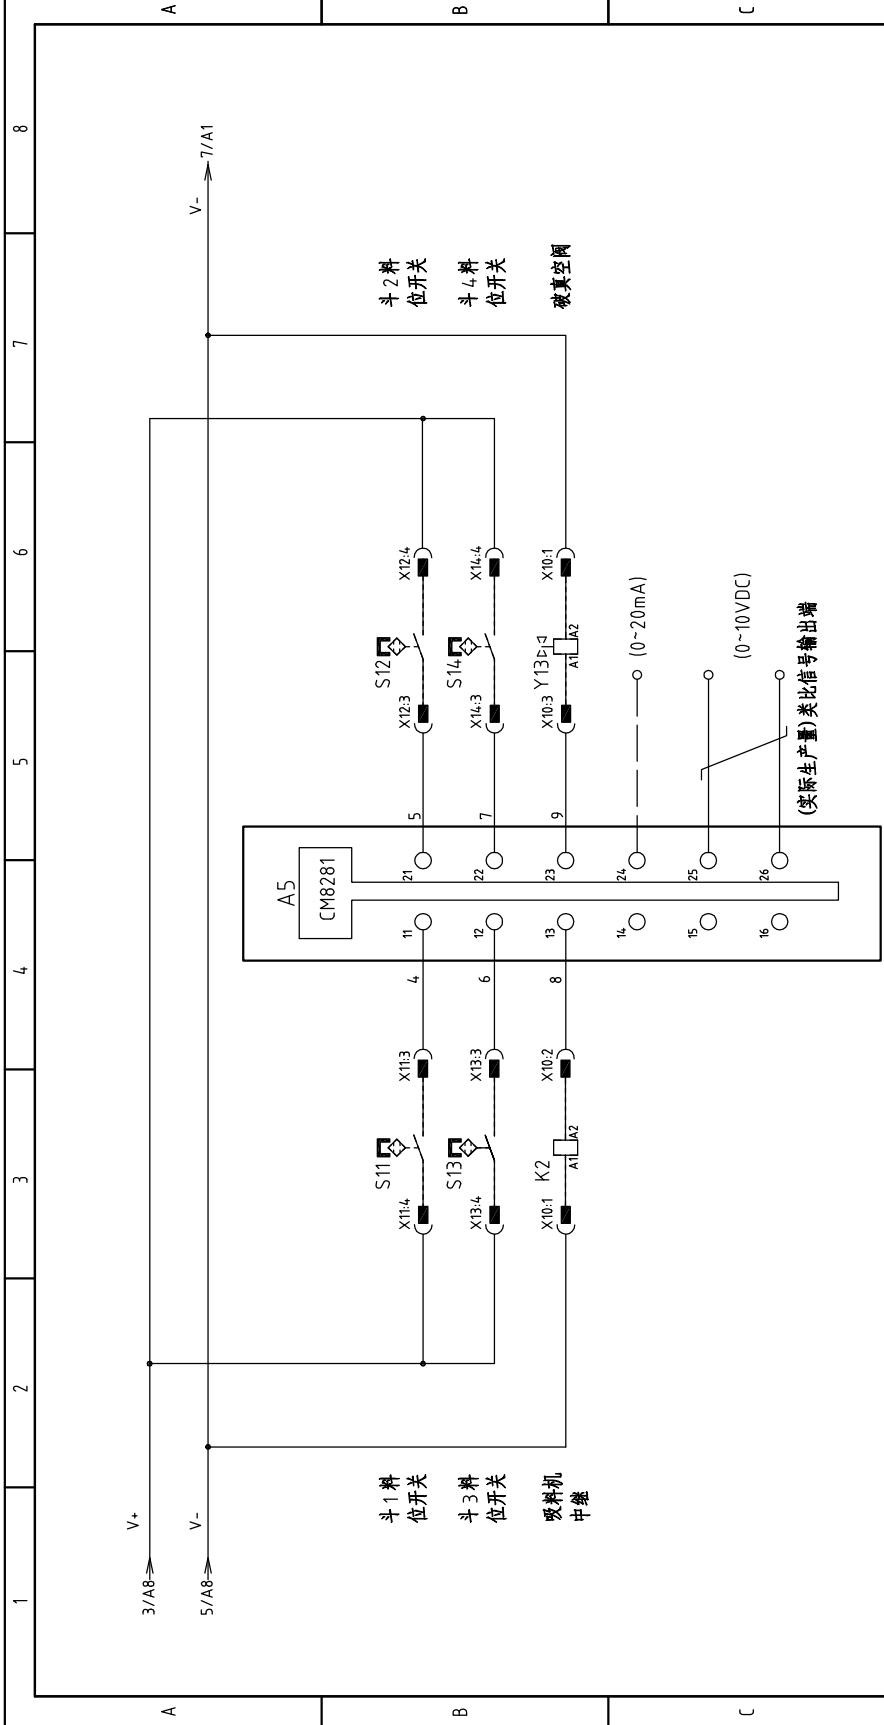 1 2 3 4 5 6 7 8
A
A
3/A8
V+
5/A8
V-
V-
7/A1
A5
CM8281
B
B
斗1料
位开关
X11:4
S11
X11:3
4
11
21
5
X12:3
S12
X12:4
斗2料
位开关
斗3料
位开关
X13:4
S13
X13:3
6
12
22
7
X14:3
S14
X14:4
斗4料
位开关
吸料机
中继
X10:1
K2
A1
A2
X10:2
8
13
23
9
X10:3
Y13
A1
A2
X10:1
破真空阀
14
24
(0~20mA)
C
C
15
25
(0~10VDC)
16
26
(实际生产量)类比信号输出端